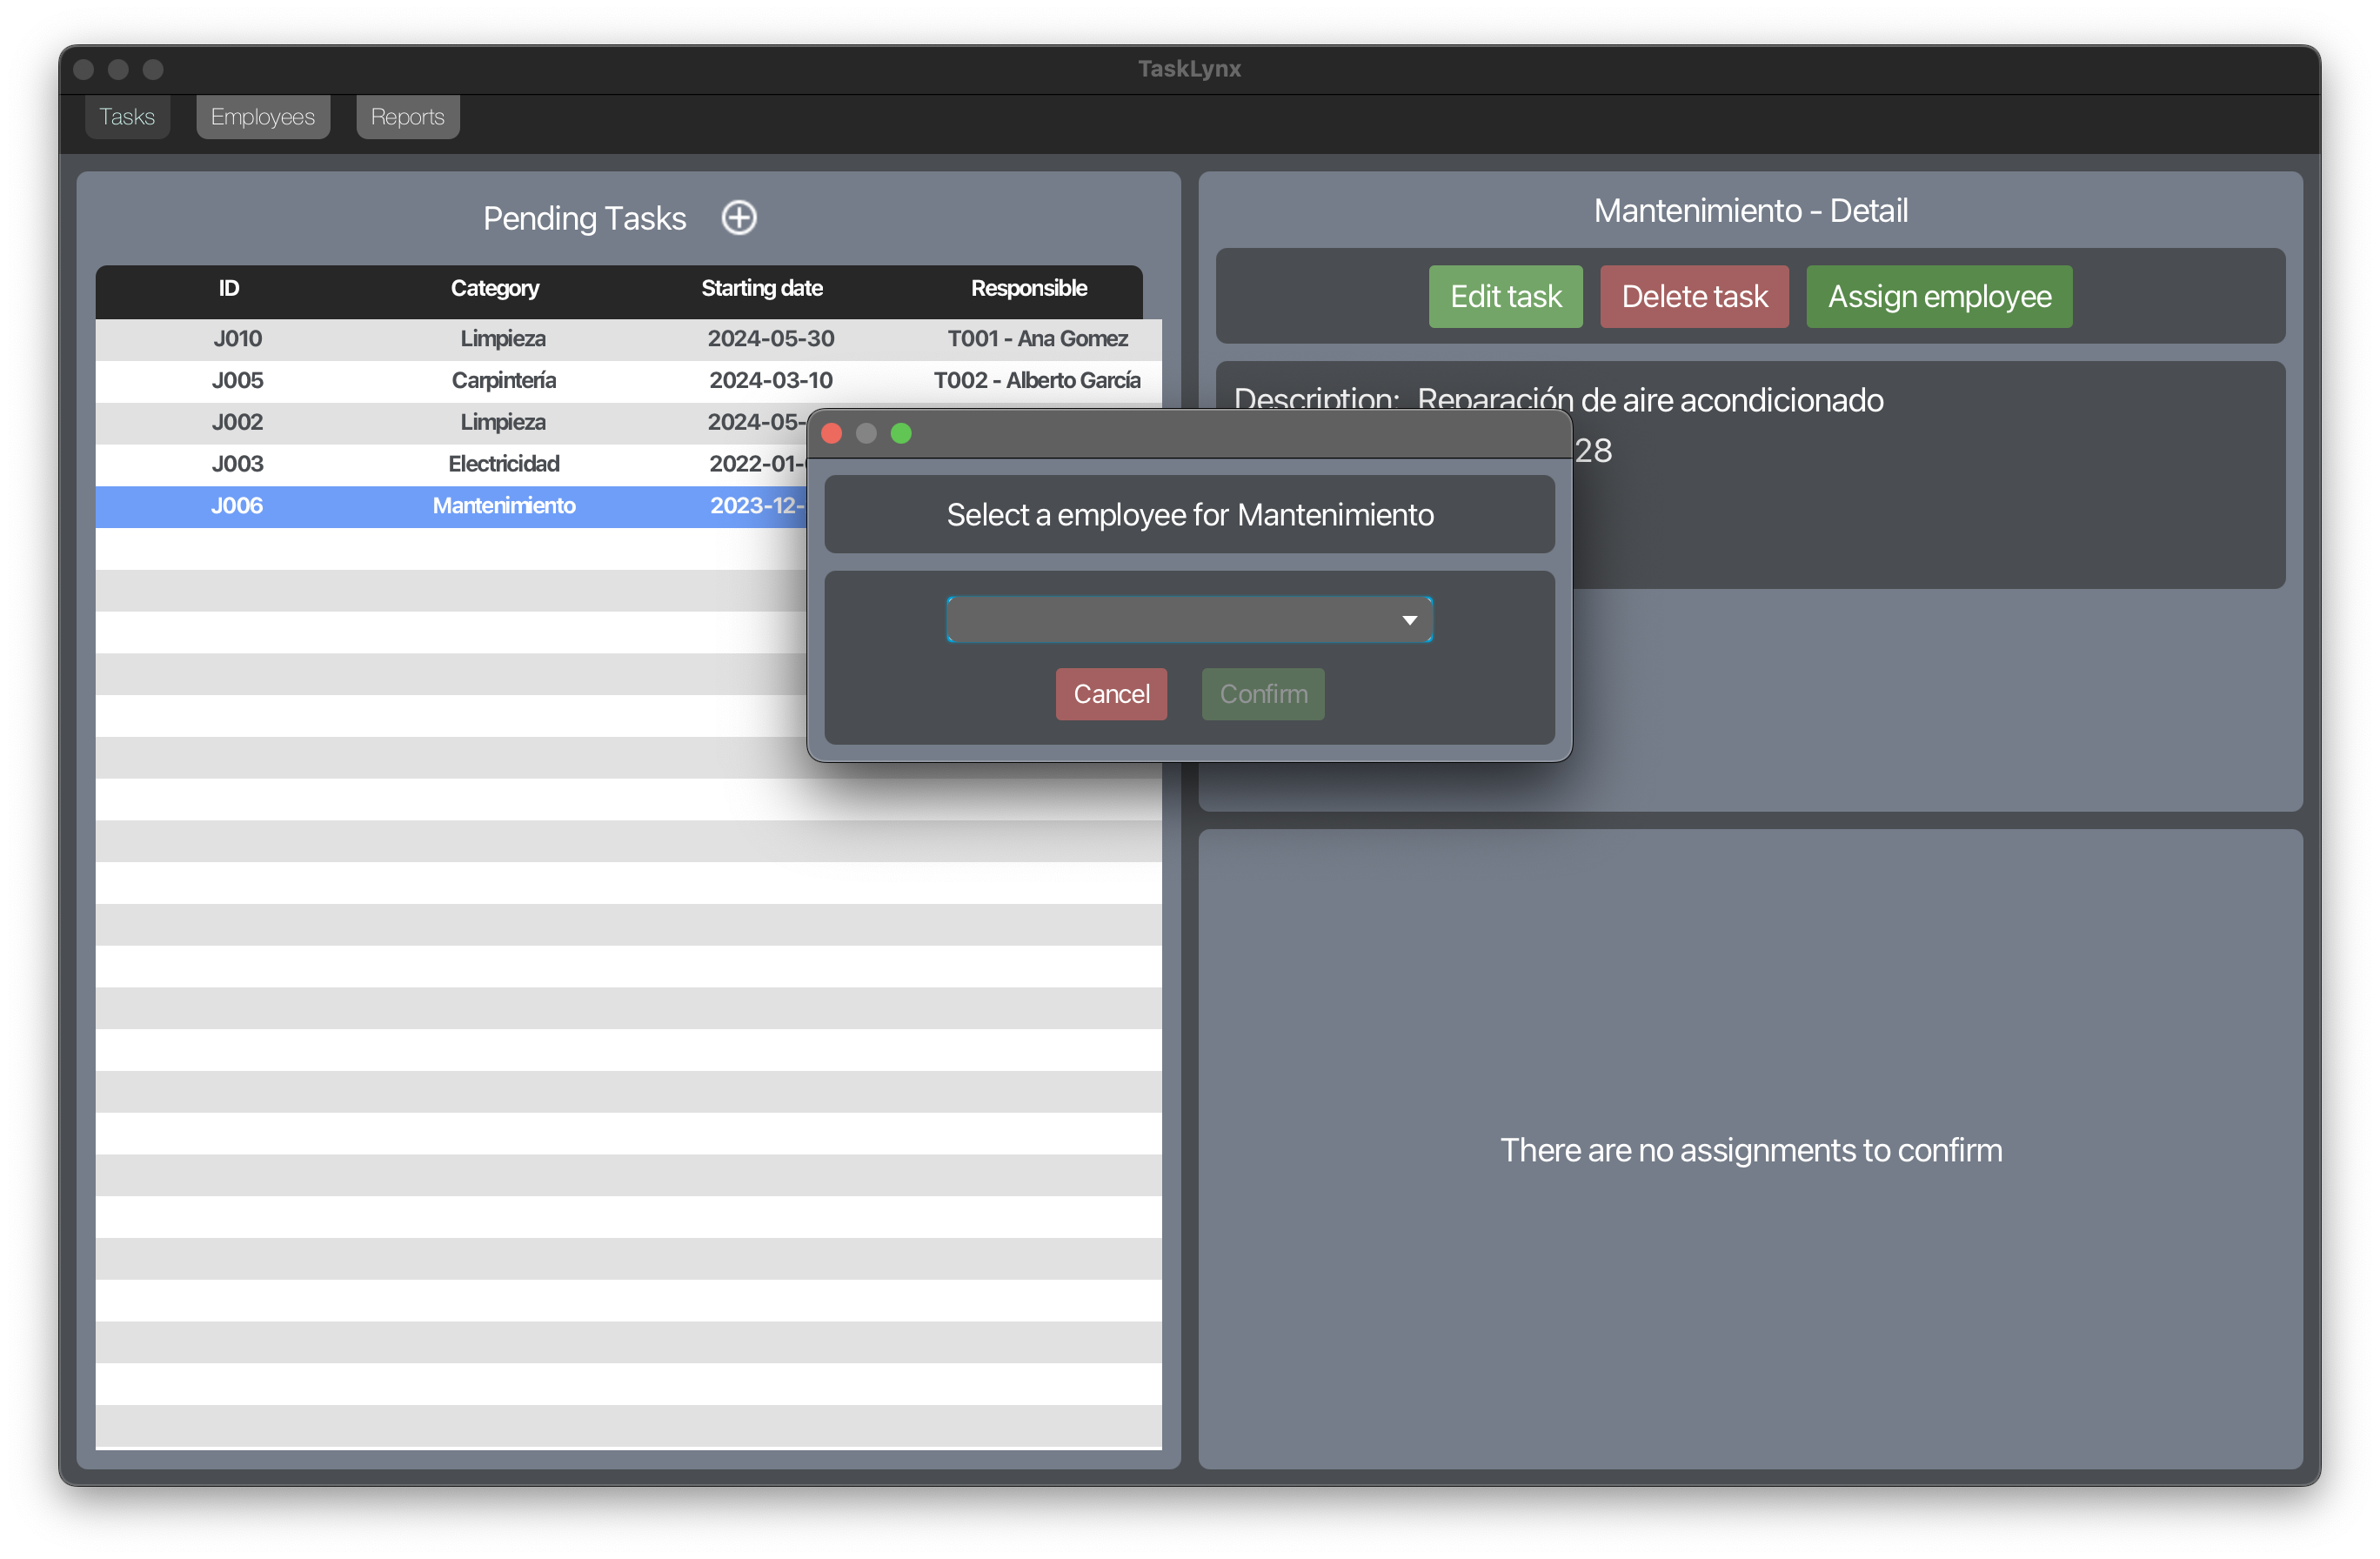 TaskLynx
Tasks Employees Reports
Pending Tasks
ID Category Starting date Responsible
J010 Limpieza 2024-05-30 T001 - Ana Gomez
J005 Carpintería 2024-03-10 T002 - Alberto García
J002 Limpieza 2024-05-
J003 Electricidad 2022-01-
J006 Mantenimiento 2023-12-
Mantenimiento - Detail
Edit task Delete task Assign employee
Description: Reparación de aire acondicionado
28
Select a employee for Mantenimiento
Cancel Confirm
There are no assignments to confirm